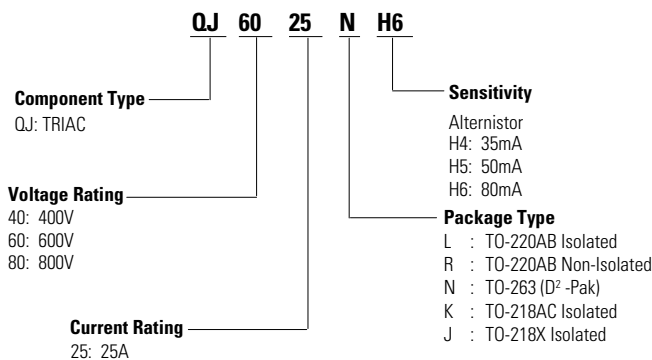 QJ 60 25 N H6
Component Type
QJ: TRIAC
Voltage Rating
40: 400V
60: 600V
80: 800V
Current Rating
25: 25A
Sensitivity
Alternistor
H4: 35mA
H5: 50mA
H6: 80mA
Package Type
L : TO-220AB Isolated
R : TO-220AB Non-Isolated
N : TO-263 (D² -Pak)
K : TO-218AC Isolated
J : TO-218X Isolated